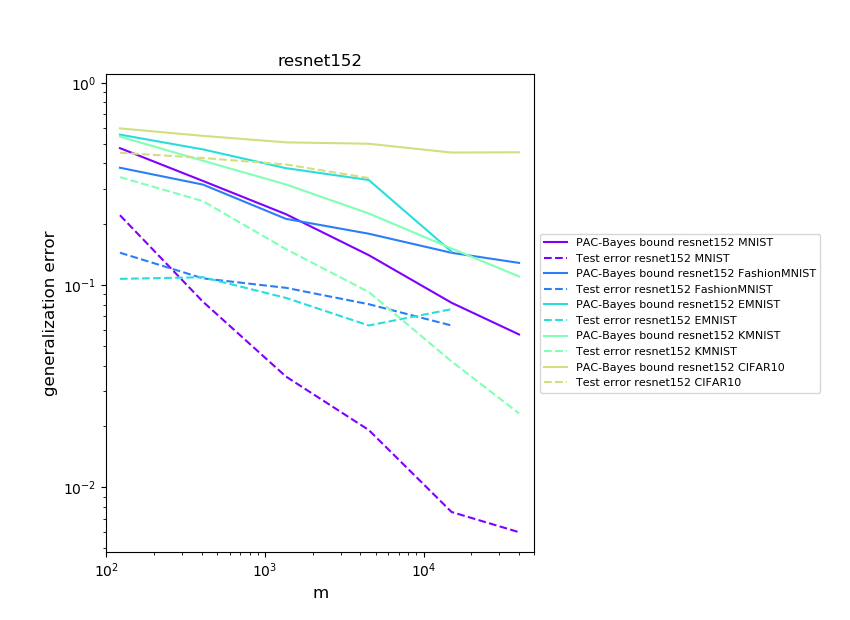 resnet152
10⁰
10⁻¹
10⁻²
generalization error
10²
10³
10⁴
m
PAC-Bayes bound resnet152 MNIST
Test error resnet152 MNIST
PAC-Bayes bound resnet152 FashionMNIST
Test error resnet152 FashionMNIST
PAC-Bayes bound resnet152 EMNIST
Test error resnet152 EMNIST
PAC-Bayes bound resnet152 KMNIST
Test error resnet152 KMNIST
PAC-Bayes bound resnet152 CIFAR10
Test error resnet152 CIFAR10